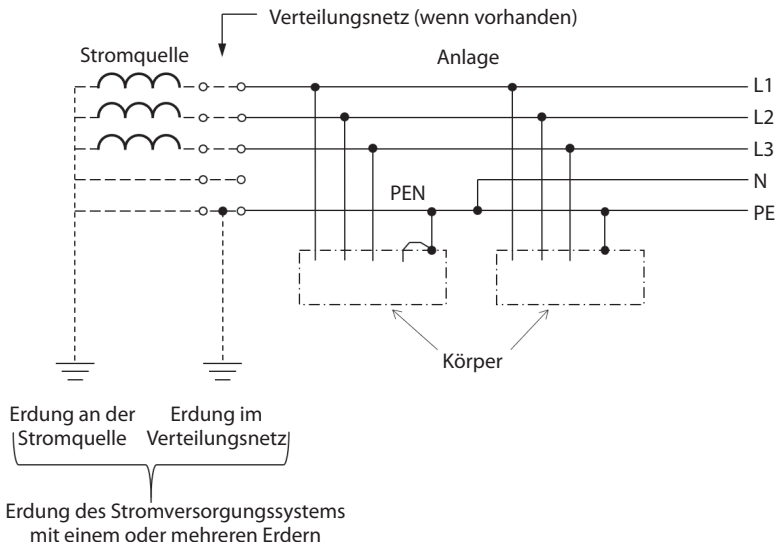 Verteilungsnetz (wenn vorhanden)
Stromquelle
Anlage
L1
L2
L3
N
PEN
PE
Körper
Erdung an der
Stromquelle
Erdung im
Verteilungsnetz
Erdung des Stromversorgungssystems
mit einem oder mehreren Erdern